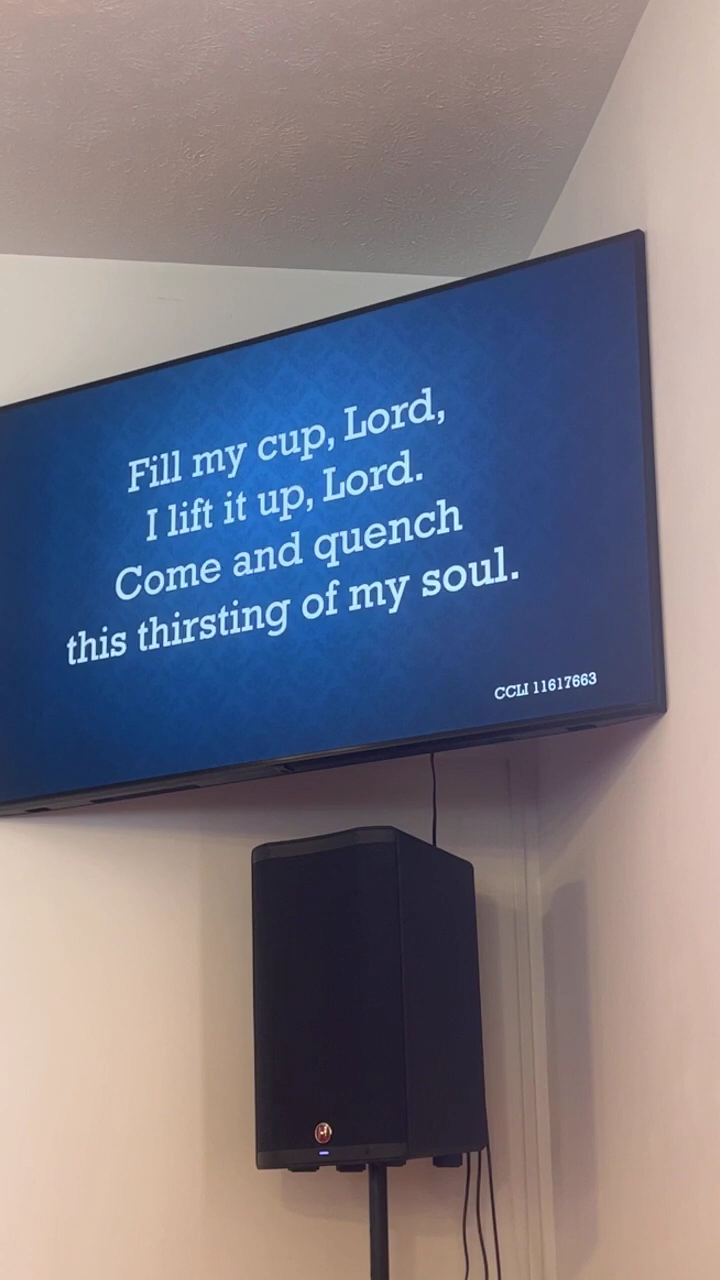 Fill my cup, Lord,
I lift it up, Lord.
Come and quench
this thirsting of my soul.
CCLI 11617663